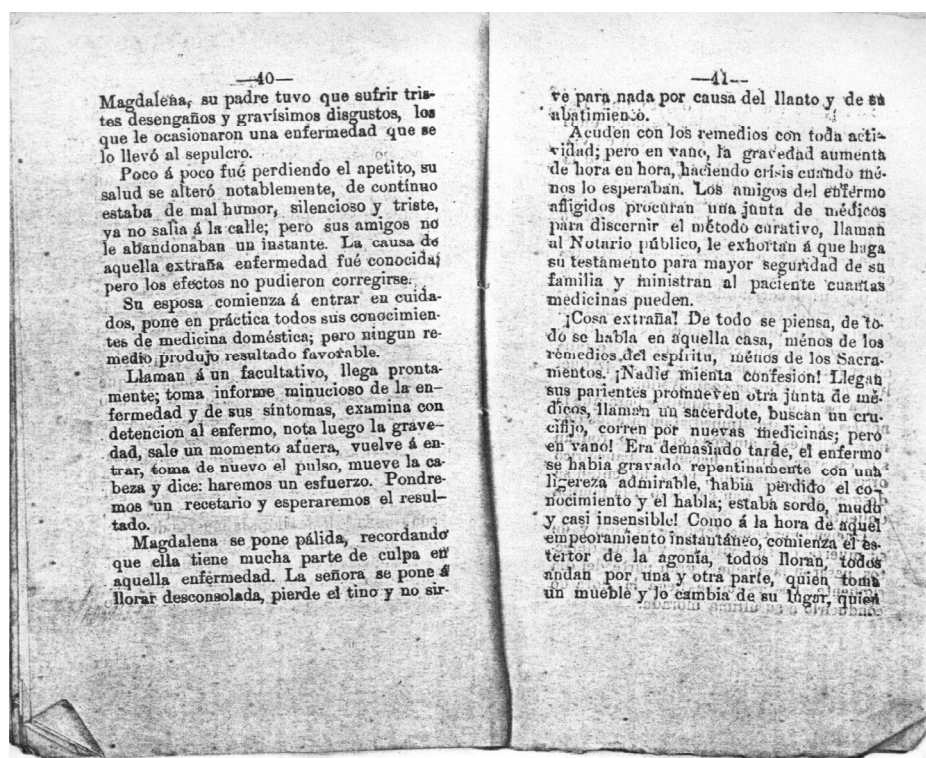 —40—
Magdalena, su padre tuvo que sufrir tris-
tes desengaños y gravísimos disgustos, los
que le ocasionaron una enfermedad que se
lo llevó al sepulcro.
Poco á poco fué perdiendo el apetito, su
salud se alteró notablemente, de contínuo
estaba de mal humor, silencioso y triste,
ya no salia á la calle; pero sus amigos no
le abandonaban un instante. La causa de
aquella extraña enfermedad fué conocida;
pero los efectos no pudieron corregirse.
Su esposa comienza á entrar en cuida-
dos, pone en práctica todos sus conocimien-
tes de medicina doméstica; pero ningun re-
medio produjo resultado favorable.
Llaman á un facultativo, llega pronta-
mente; toma informe minucioso de la en-
fermedad y de sus síntomas, examina con
detencion al enfermo, nota luego la grave-
dad, sale un momento afuera, vuelve á en-
trar, toma de nuevo el pulso, mueve la ca-
beza y dice: haremos un esfuerzo. Pondre-
mos un recetario y esperaremos el resul-
tado.
Magdalena se pone pálida, recordando
que ella tiene mucha parte de culpa en
aquella enfermedad. La señora se pone á
llorar desconsolada, pierde el tino y no sir-
—41—
ve para nada por causa del llanto y de su
abatimiento.
Acuden con los remedios con toda acti-
vidad; pero en vano, la gravedad aumenta
de hora en hora, haciendo crísis cuando mé-
nos lo esperaban. Los amigos del enfermo
afligidos procuran una junta de médicos
para discernir el método curativo, llaman
al Notario público, le exhortan á que haga
su testamento para mayor seguridad de su
familia y ministran al paciente cuantas
medicinas pueden.
¡Cosa extraña! De todo se piensa, de to-
do se habla en aquella casa, ménos de los
remedios del espíritu, ménos de los Sacra-
mentos. ¡Nadie mienta confesion! Llegan
sus parientes promueven otra junta de mé-
dicos, llaman un sacerdote, buscan un cru-
cifijo, corren por nuevas medicinas; pero
en vano! Era demasiado tarde, el enfermo
se habia gravado repentinamente con una
ligereza admirable, habia perdido el co-
nocimiento y el habla; estaba sordo, mudo
y casi insensible! Como á la hora de aquel
empeoramiento instantáneo, comienza el es-
tertor de la agonía, todos lloran, todos
andan por una y otra parte, quien toma
un mueble y lo cambia de su lugar, quien